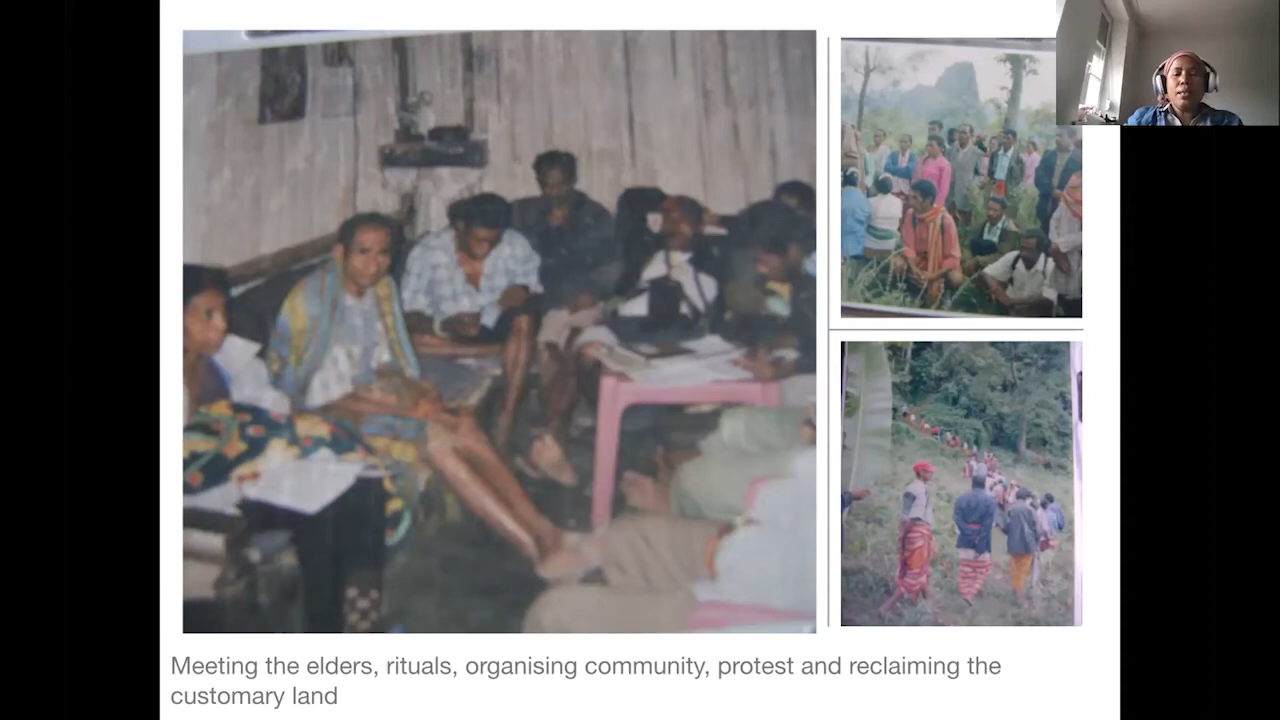 Meeting the elders, rituals, organising community, protest and reclaiming the
customary land